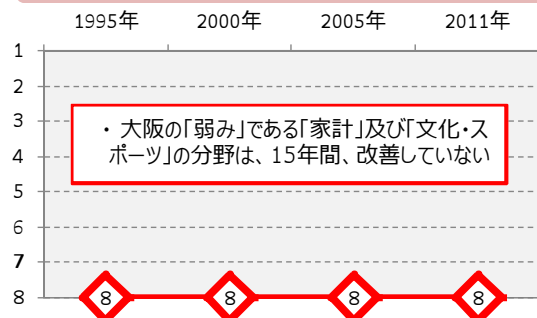 1995年 2000年 2005年 2011年
1
2
3
・ 大阪の「弱み」である「家計」及び「文化・ス
ポーツ」の分野は、15年間、改善していない
4
5
6
7
8
8 8 8 8